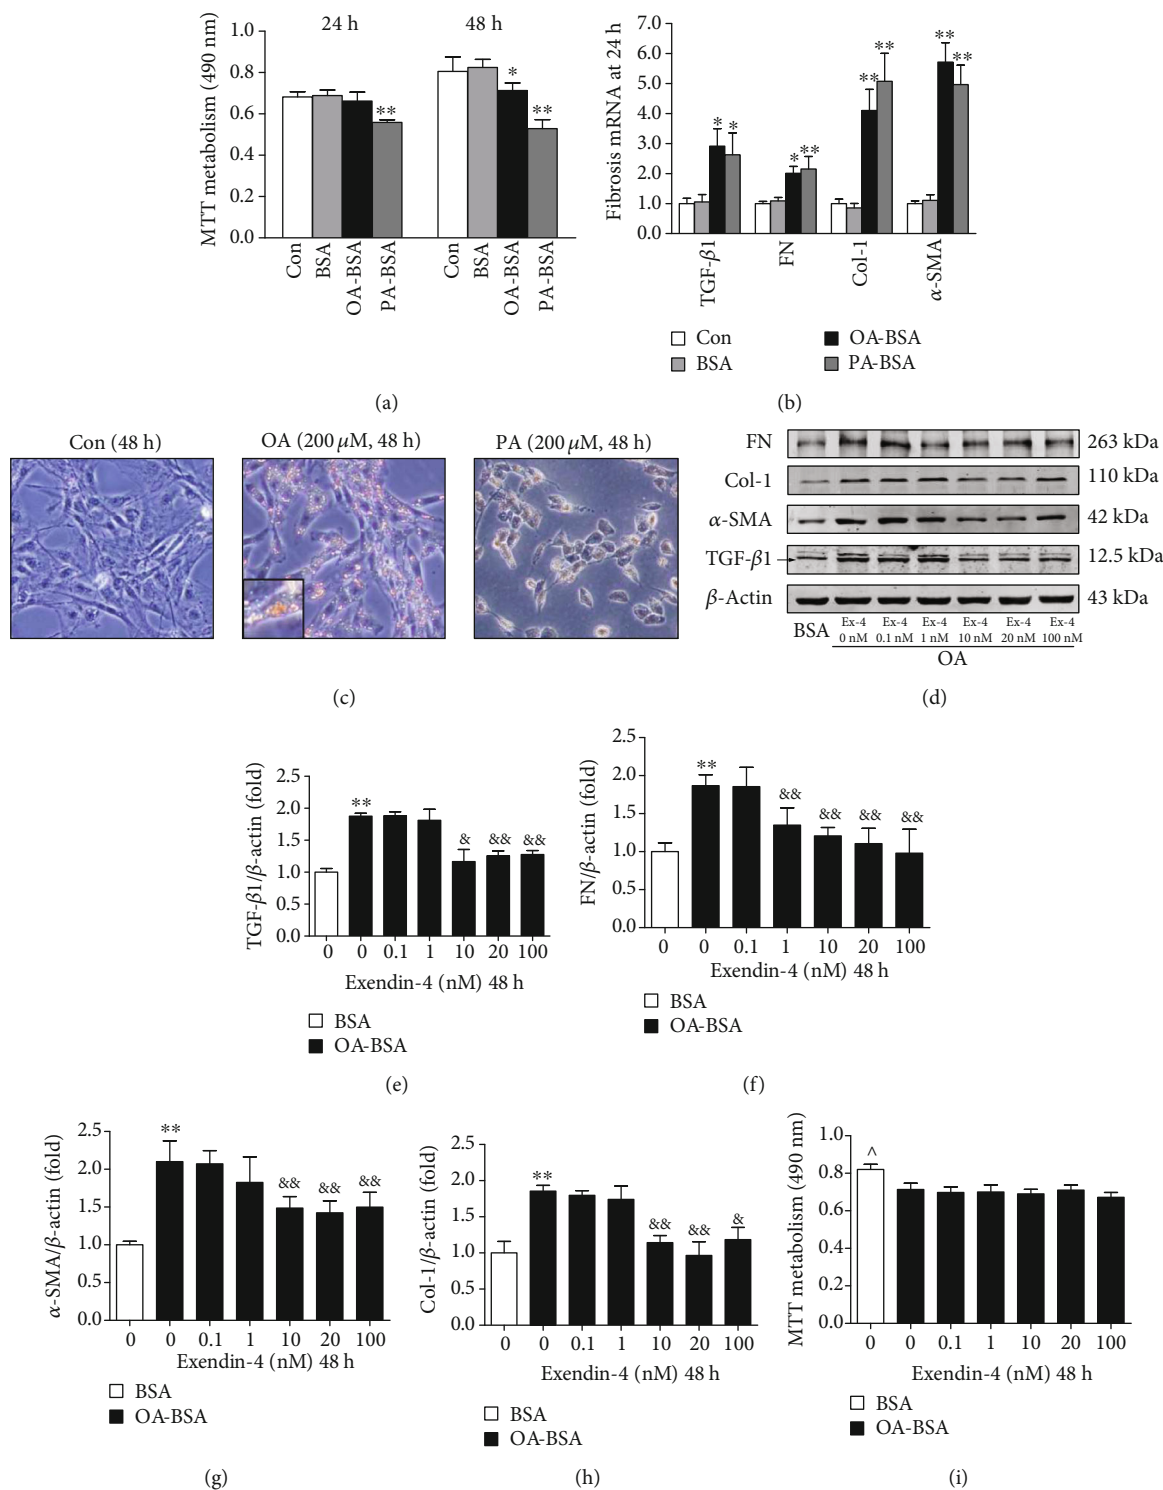 24 h
48 h
MTT metabolism (490 nm)
1.0
0.8
0.6
0.4
0.2
0.0
*
**
**
Con
BSA
OA-BSA
PA-BSA
Con
BSA
OA-BSA
PA-BSA
(a)
Fibrosis mRNA at 24 h
7.0
6.0
5.0
4.0
3.0
2.0
1.0
0.0
* *
* **
** **
** **
TGF-β1
FN
Col-1
α-SMA
Con
OA-BSA
BSA
PA-BSA
(b)
Con (48 h)
OA (200 μM, 48 h)
PA (200 μM, 48 h)
(c)
FN 263 kDa
Col-1 110 kDa
α-SMA 42 kDa
TGF-β1 12.5 kDa
β-Actin 43 kDa
BSA
Ex-4 Ex-4 Ex-4 Ex-4 Ex-4 Ex-4
0 nM 0.1 nM 1 nM 10 nM 20 nM 100 nM
OA
(d)
TGF-β1/β-actin (fold)
2.5
2.0
1.5
1.0
0.5
0.0
**
& && &&
0 0 0.1 1 10 20 100
Exendin-4 (nM) 48 h
BSA
OA-BSA
(e)
FN/β-actin (fold)
2.5
2.0
1.5
1.0
0.5
0.0
**
&& && && &&
0 0 0.1 1 10 20 100
Exendin-4 (nM) 48 h
BSA
OA-BSA
(f)
α-SMA/β-actin (fold)
2.5
2.0
1.5
1.0
0.5
0.0
**
&& && &&
0 0 0.1 1 10 20 100
Exendin-4 (nM) 48 h
BSA
OA-BSA
(g)
Col-1/β-actin (fold)
2.5
2.0
1.5
1.0
0.5
0.0
**
&& && &
0 0 0.1 1 10 20 100
Exendin-4 (nM) 48 h
BSA
OA-BSA
(h)
MTT metabolism (490 nm)
1.0
0.8
0.6
0.4
0.2
0.0
^
0 0 0.1 1 10 20 100
Exendin-4 (nM) 48 h
BSA
OA-BSA
(i)